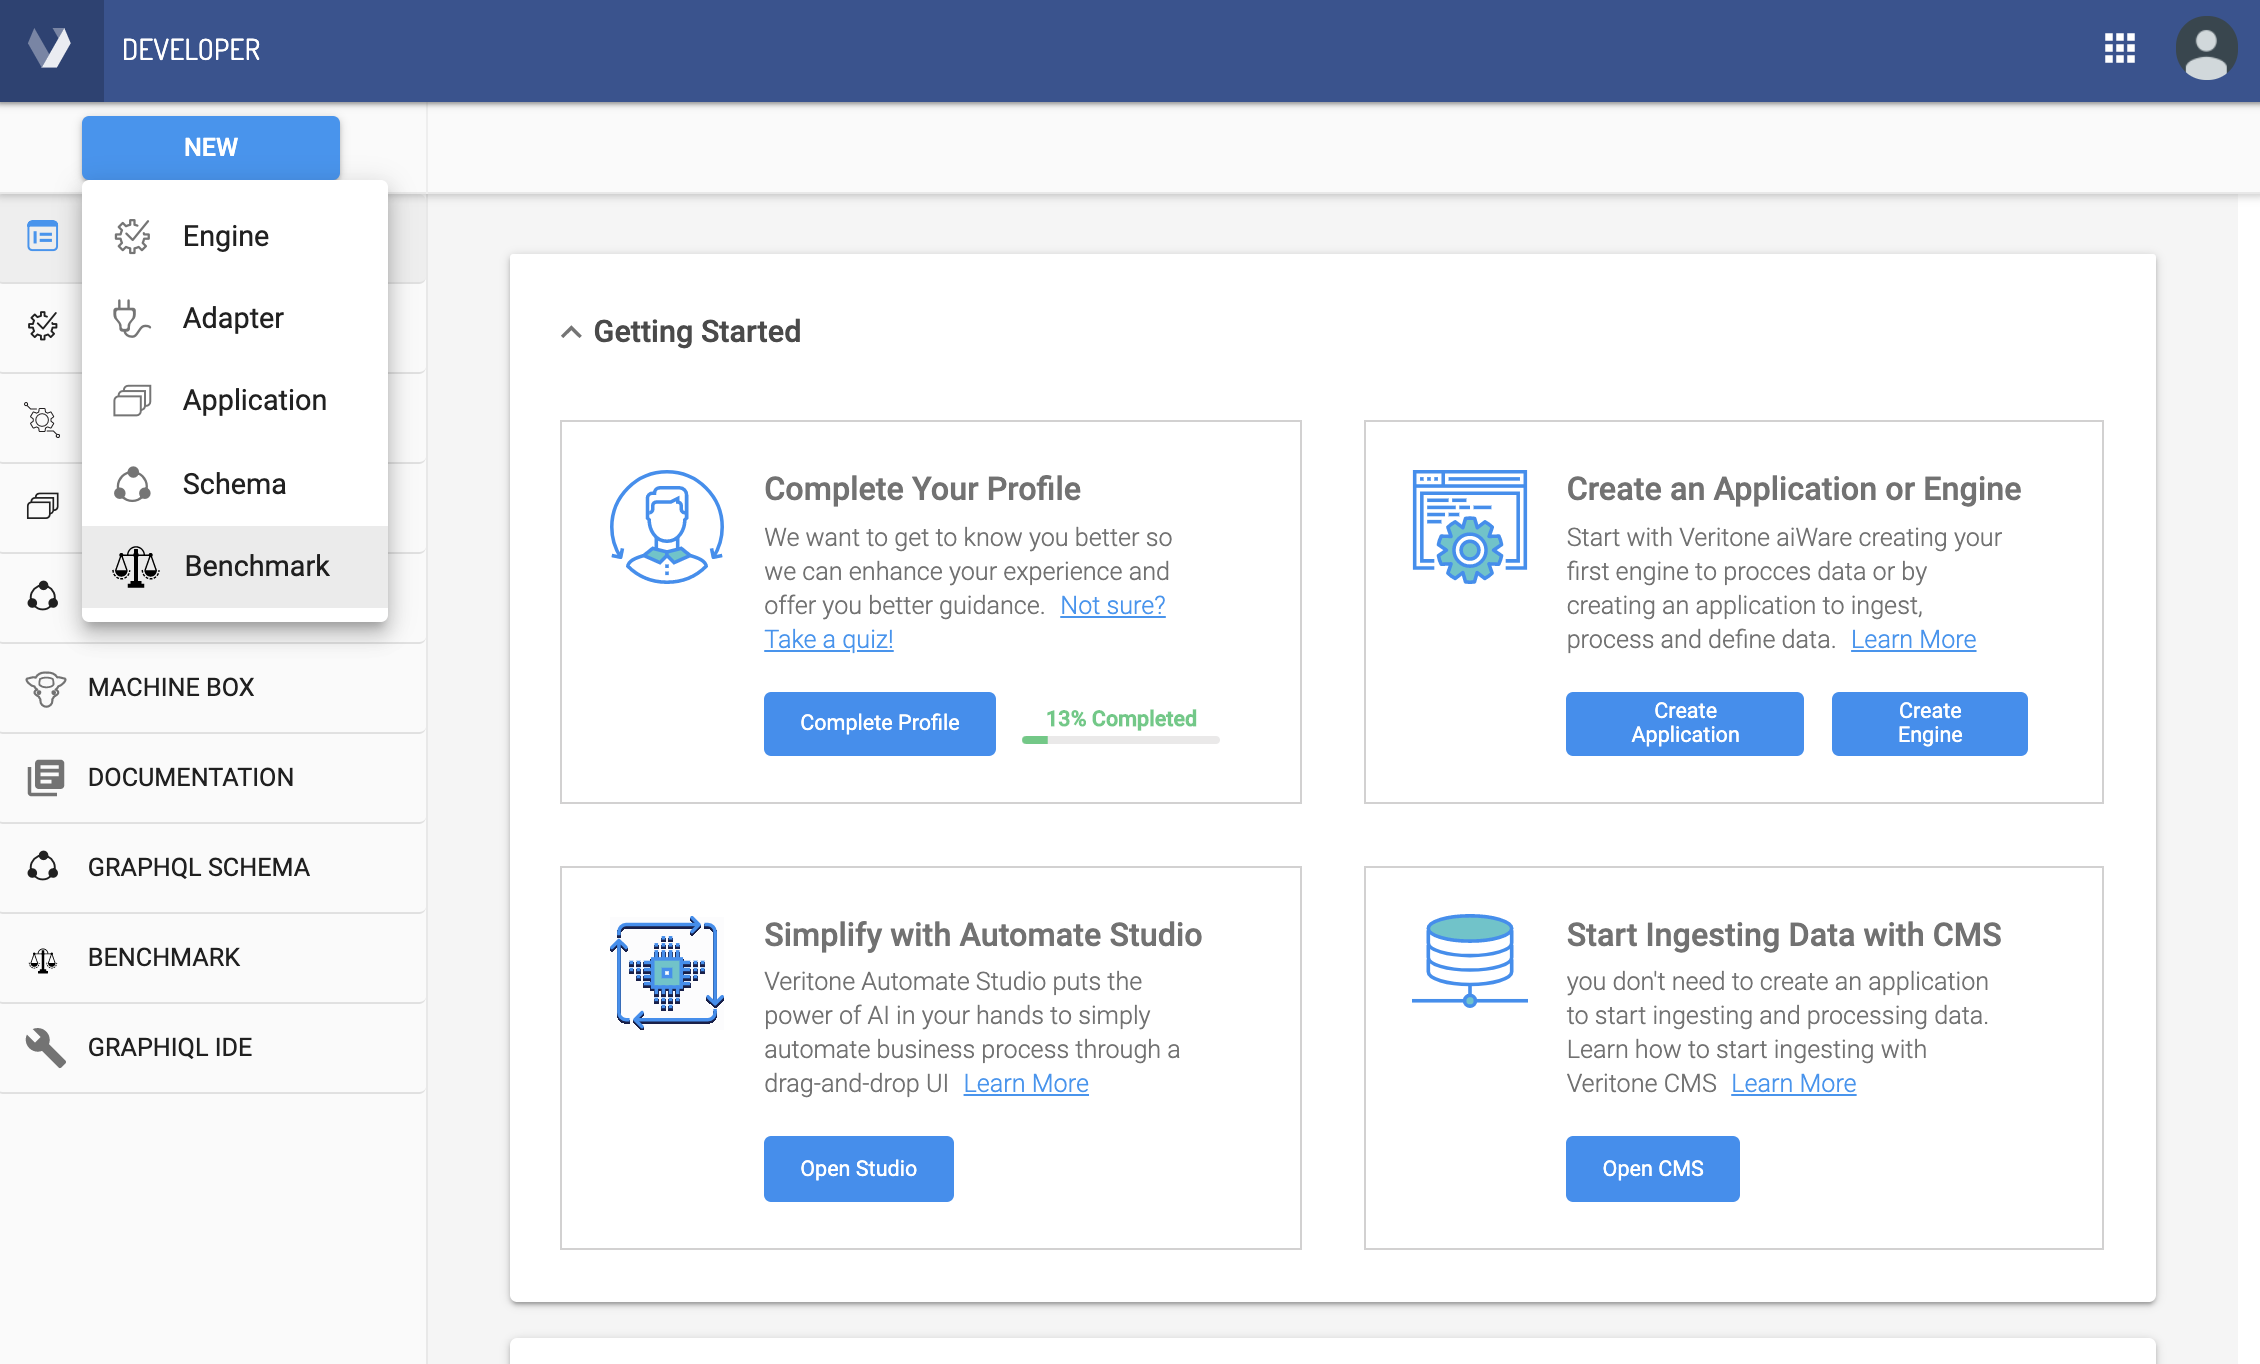 DEVELOPER
NEW
Engine
Adapter
Application
Schema
Benchmark
MACHINE BOX
DOCUMENTATION
GRAPHQL SCHEMA
BENCHMARK
GRAPHIQL IDE
Getting Started
Complete Your Profile
We want to get to know you better so
we can enhance your experience and
offer you better guidance. Not sure?
Take a quiz!
Complete Profile
13% Completed
Create an Application or Engine
Start with Veritone aiWare creating your
first engine to procces data or by
creating an application to ingest,
process and define data. Learn More
Create
Application
Create
Engine
Simplify with Automate Studio
Veritone Automate Studio puts the
power of AI in your hands to simply
automate business process through a
drag-and-drop UI Learn More
Open Studio
Start Ingesting Data with CMS
you don't need to create an application
to start ingesting and processing data.
Learn how to start ingesting with
Veritone CMS Learn More
Open CMS